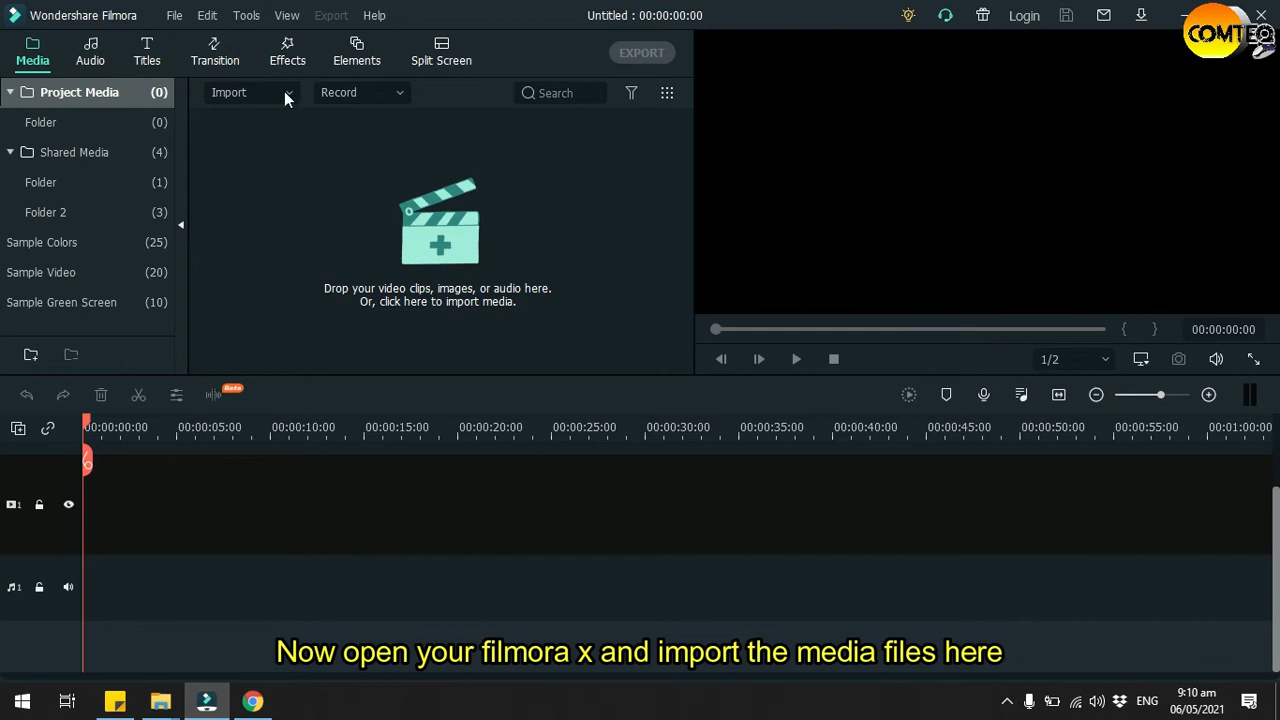 Wondershare Filmora File Edit Tools View Export Help Untitled : 00:00:00:00 Login
COMTEQ
Media Audio Titles Transition Effects Elements Split Screen EXPORT
Project Media (0) Import Record Search
Folder (0)
Shared Media (4)
Folder (1)
Folder 2 (3)
Sample Colors (25)
Sample Video (20)
Sample Green Screen (10)
Drop your video clips, images, or audio here.
Or, click here to import media.
{ } 00:00:00:00
1/2
Beta
00:00:00:00 00:00:05:00 00:00:10:00 00:00:15:00 00:00:20:00 00:00:25:00 00:00:30:00 00:00:35:00 00:00:40:00 00:00:45:00 00:00:50:00 00:00:55:00 00:01:00:00
1
1
Now open your filmora x and import the media files here
ENG 9:10 am
06/05/2021